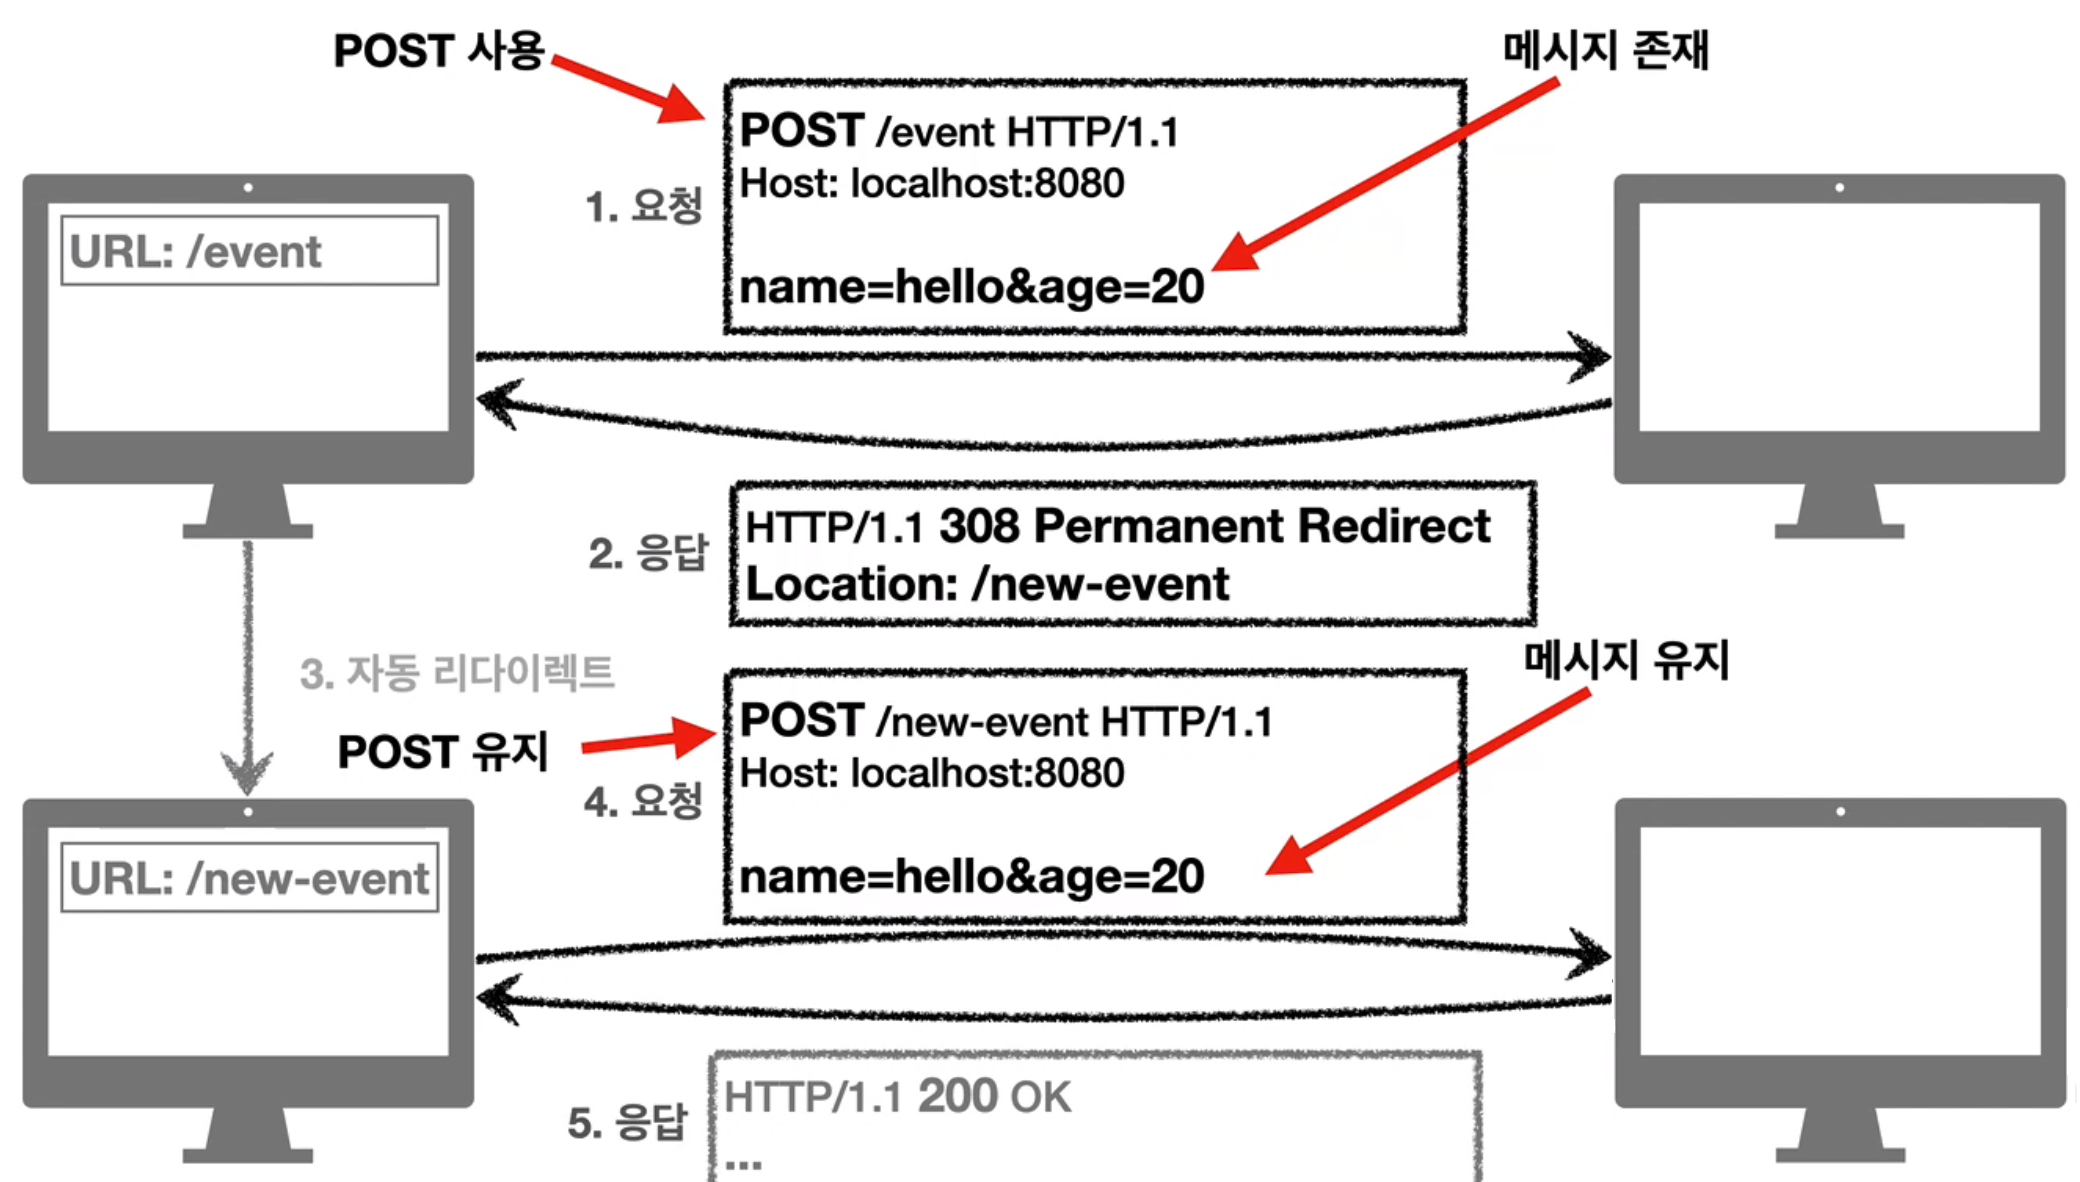 POST 사용
메시지 존재
POST /event HTTP/1.1
Host: localhost:8080
1. 요청
URL: /event
name=hello&age=20
HTTP/1.1 308 Permanent Redirect
2. 응답
Location: /new-event
3. 자동 리다이렉트
메시지 유지
POST /new-event HTTP/1.1
POST 유지
Host: localhost:8080
4. 요청
URL: /new-event
name=hello&age=20
HTTP/1.1 200 OK
5. 응답
...